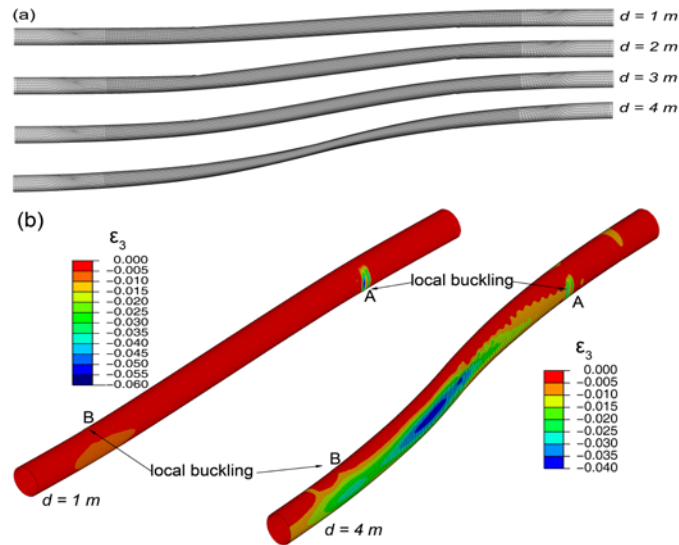 (a)
d = 1 m
d = 2 m
d = 3 m
d = 4 m
(b)
ε3
0.000
−0.005
−0.010
−0.015
−0.020
−0.025
−0.030
−0.035
−0.040
−0.045
−0.050
−0.055
−0.060
local buckling
A
A
ε3
0.000
−0.005
−0.010
−0.015
−0.020
−0.025
−0.030
−0.035
−0.040
B
B
local buckling
d = 1 m
d = 4 m